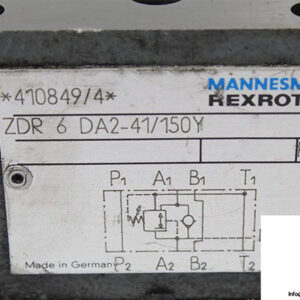 *410849/4*
MANNESM
REXROT
ZDR 6 DA2-41/150Y
P1 A1 B1 T1
P2 A2 B2 T2
Made in Germany